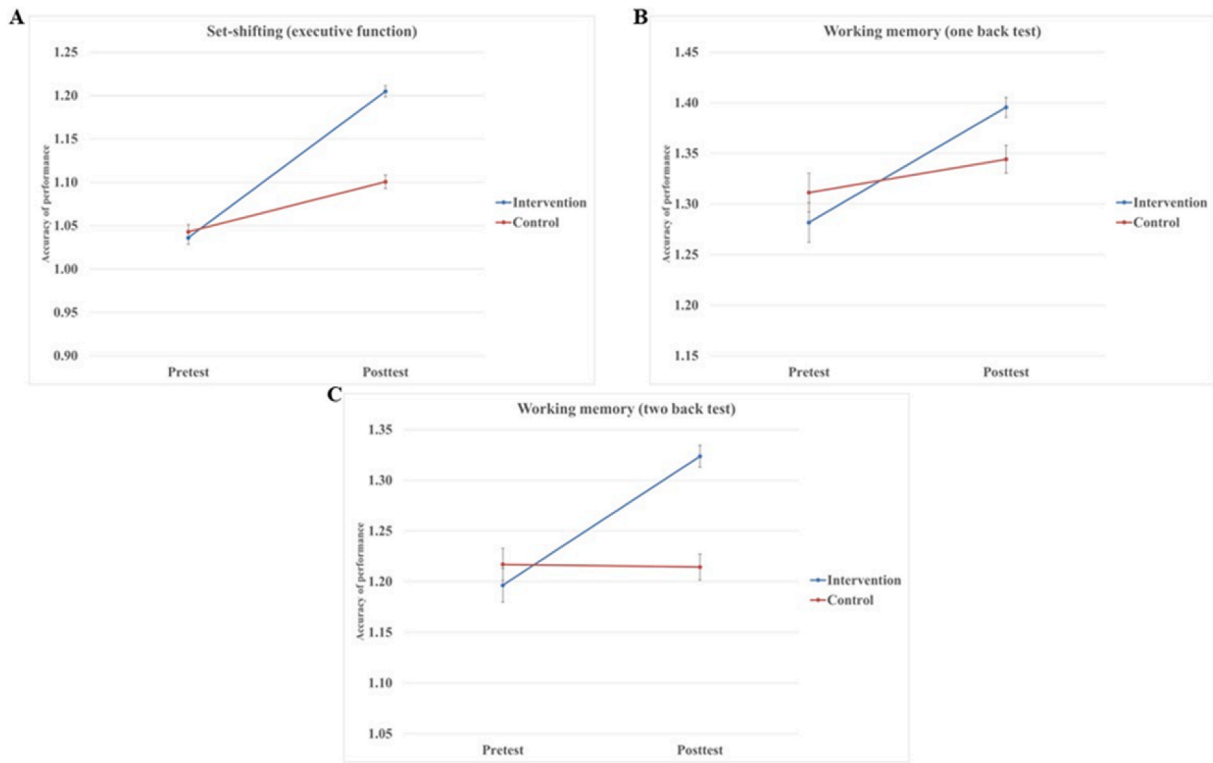 A
Set-shifting (executive function)
1.25
1.20
1.15
1.10
1.05
1.00
0.95
0.90
Accuracy of performance
Pretest
Posttest
Intervention
Control
B
Working memory (one back test)
1.45
1.40
1.35
1.30
1.25
1.20
1.15
Accuracy of performance
Pretest
Posttest
Intervention
Control
C
Working memory (two back test)
1.35
1.30
1.25
1.20
1.15
1.10
1.05
Accuracy of performance
Pretest
Posttest
Intervention
Control